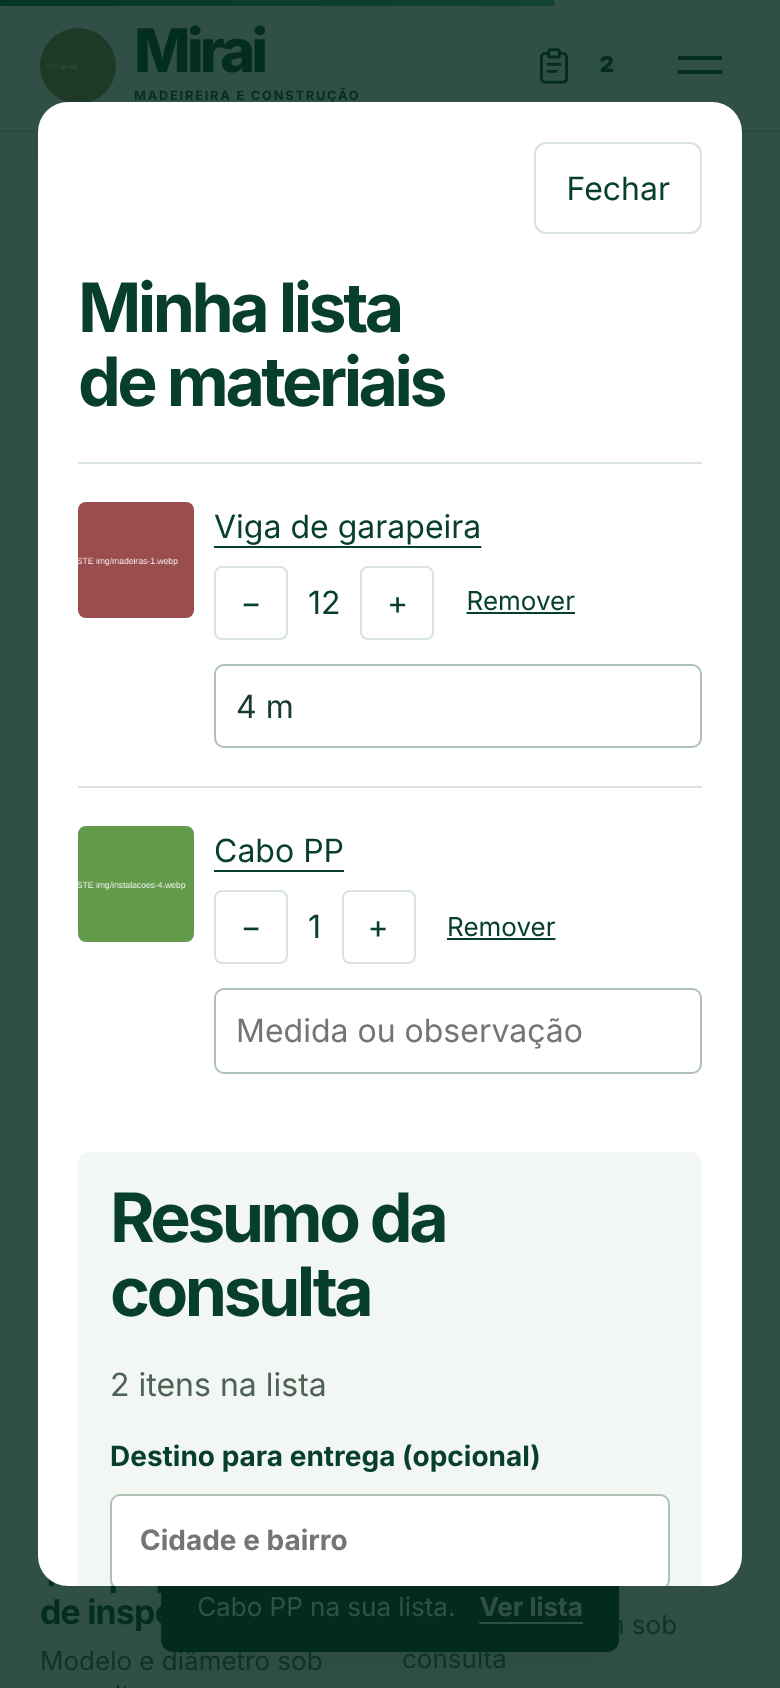 Mirai
MADEIREIRA E CONSTRUÇÃO
2
Fechar
Minha lista
de materiais
STE img/madeiras-1.webp
Viga de garapeira
− 12 + Remover
4 m
STE img/instalacoes-4.webp
Cabo PP
− 1 + Remover
Medida ou observação
Resumo da
consulta
2 itens na lista
Destino para entrega (opcional)
Cidade e bairro
Cabo PP na sua lista. Ver lista
de inspe
sob
Modelo e diâmetro sob
consulta